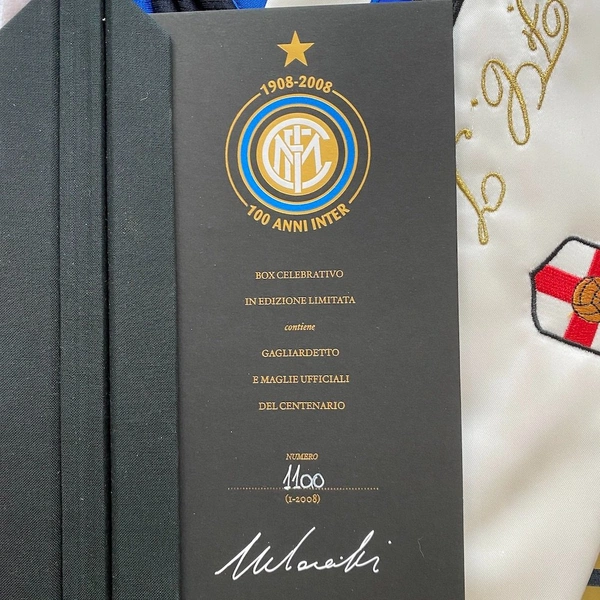 1908-2008
FCIM
100 ANNI INTER
BOX CELEBRATIVO
IN EDIZIONE LIMITATA
contiene
GAGLIARDETTO
E MAGLIE UFFICIALI
DEL CENTENARIO
NUMERO
1100
(1-2008)